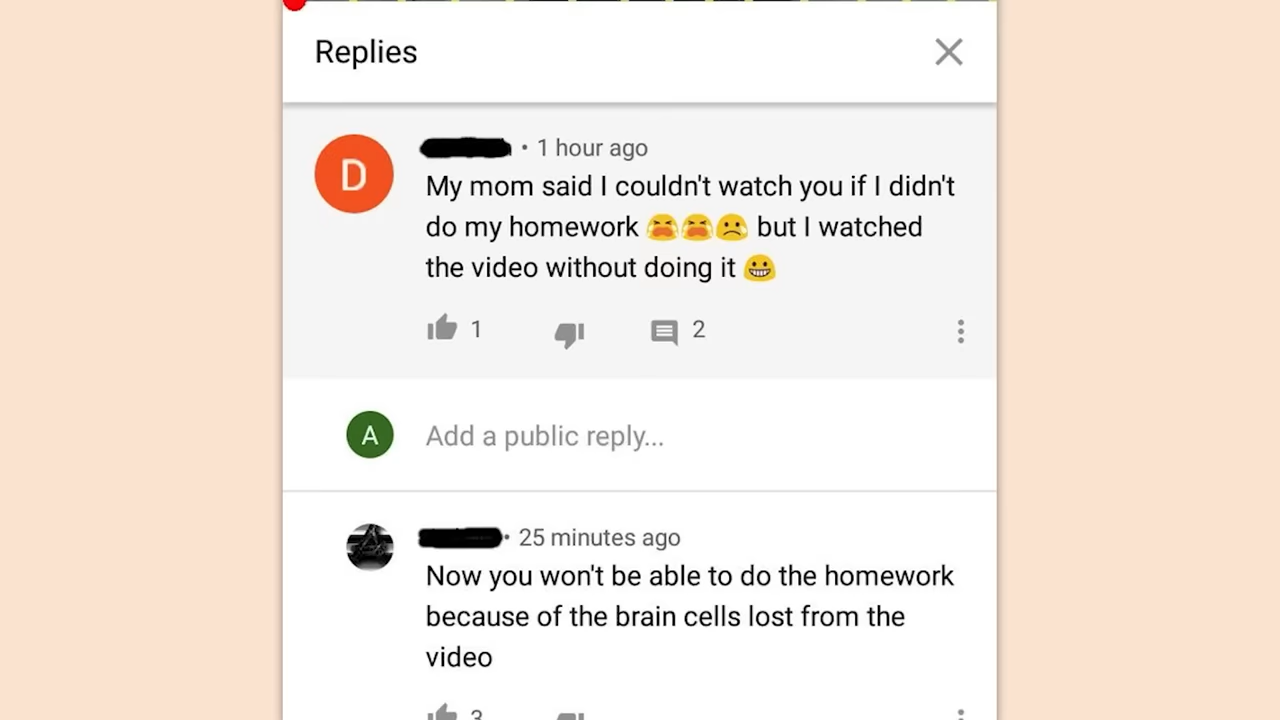 Replies
D
• 1 hour ago
My mom said I couldn't watch you if I didn't
do my homework 😫😫☹️ but I watched
the video without doing it 😀
1
2
A
Add a public reply...
• 25 minutes ago
Now you won't be able to do the homework
because of the brain cells lost from the
video
3